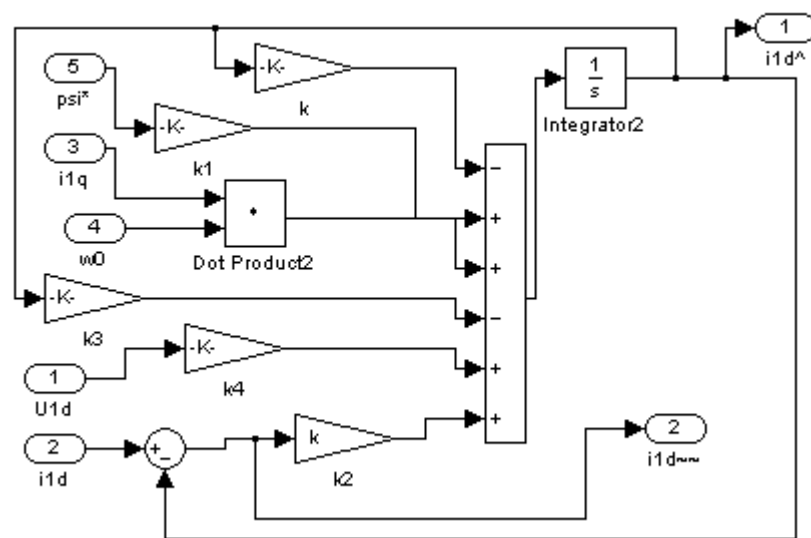 1
i1d^
-K-
k
1
s
Integrator2
5
psi*
-K-
k1
3
i1q
4
w0
Dot Product2
-K-
k3
-K-
k4
1
U1d
2
i1d
+
−
k
k2
−
+
+
−
+
+
2
i1d~~